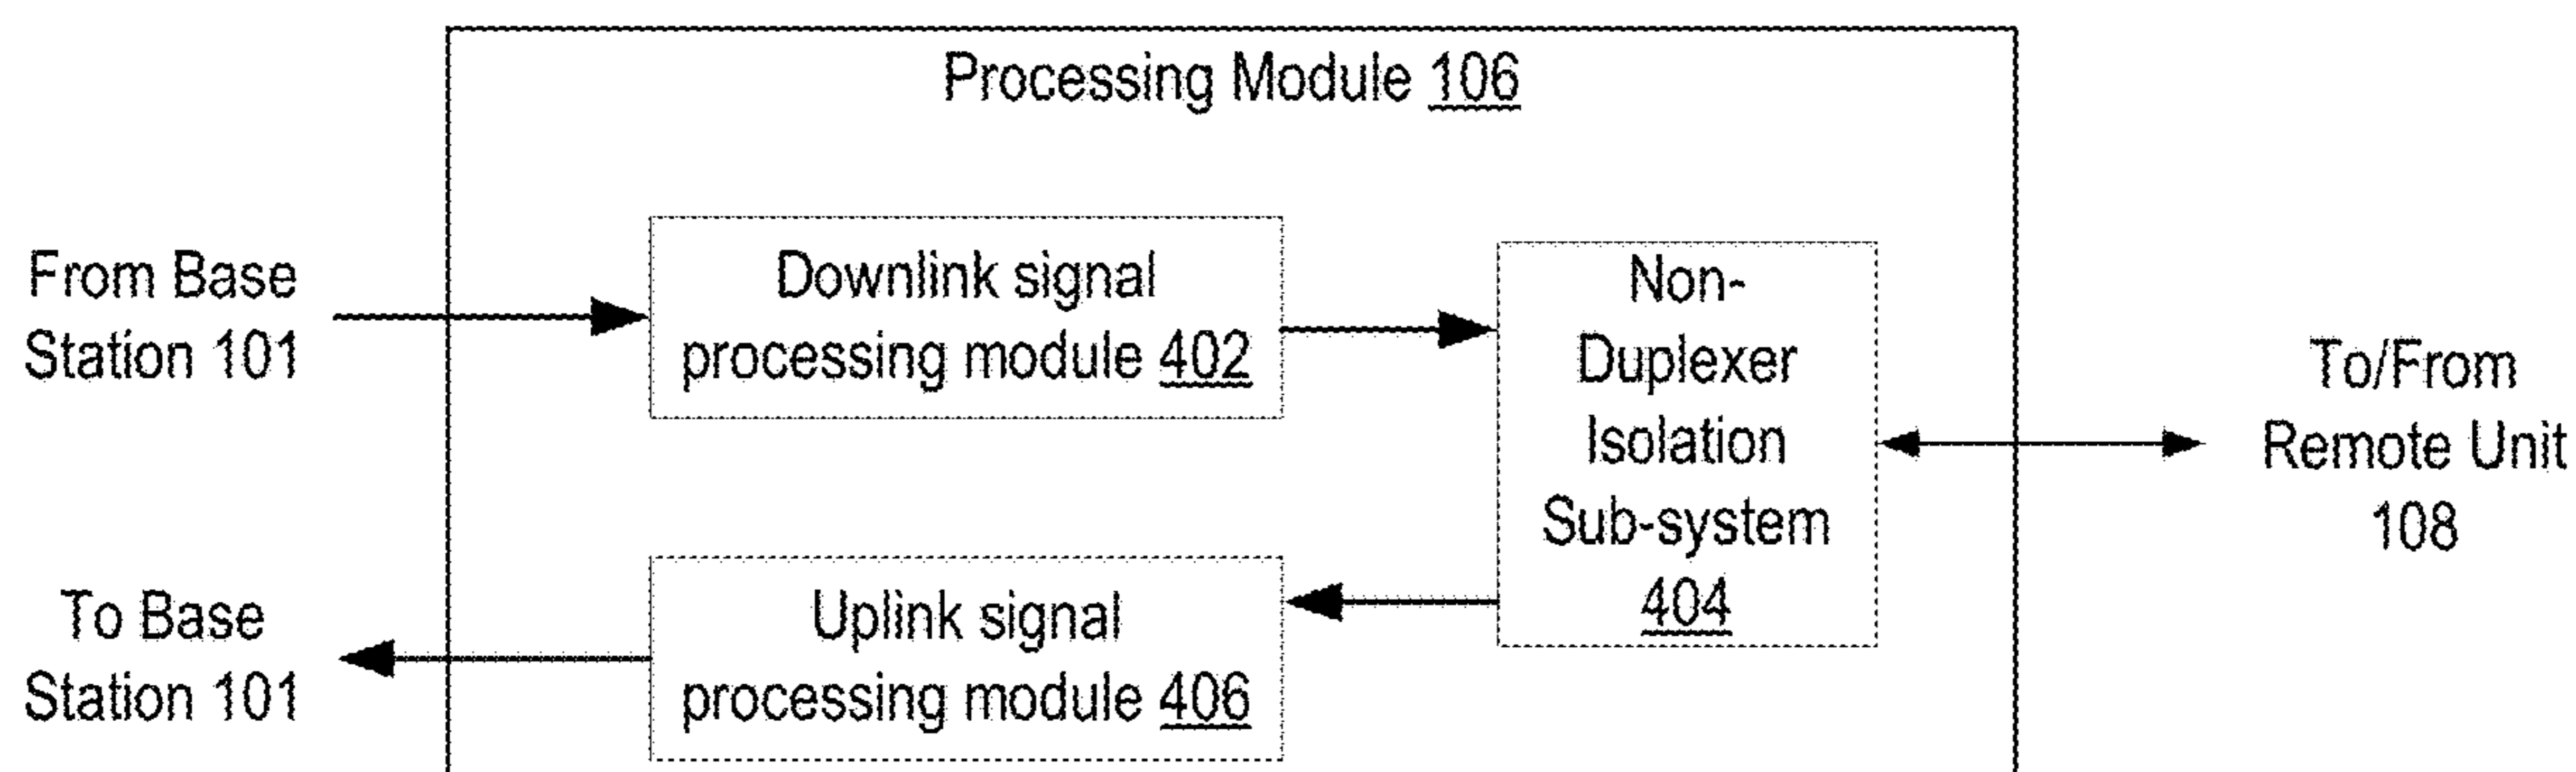 Processing Module 106
From Base
Station 101
Downlink signal
processing module 402
Non-
Duplexer
Isolation
Sub-system
404
To/From
Remote Unit
108
To Base
Station 101
Uplink signal
processing module 406